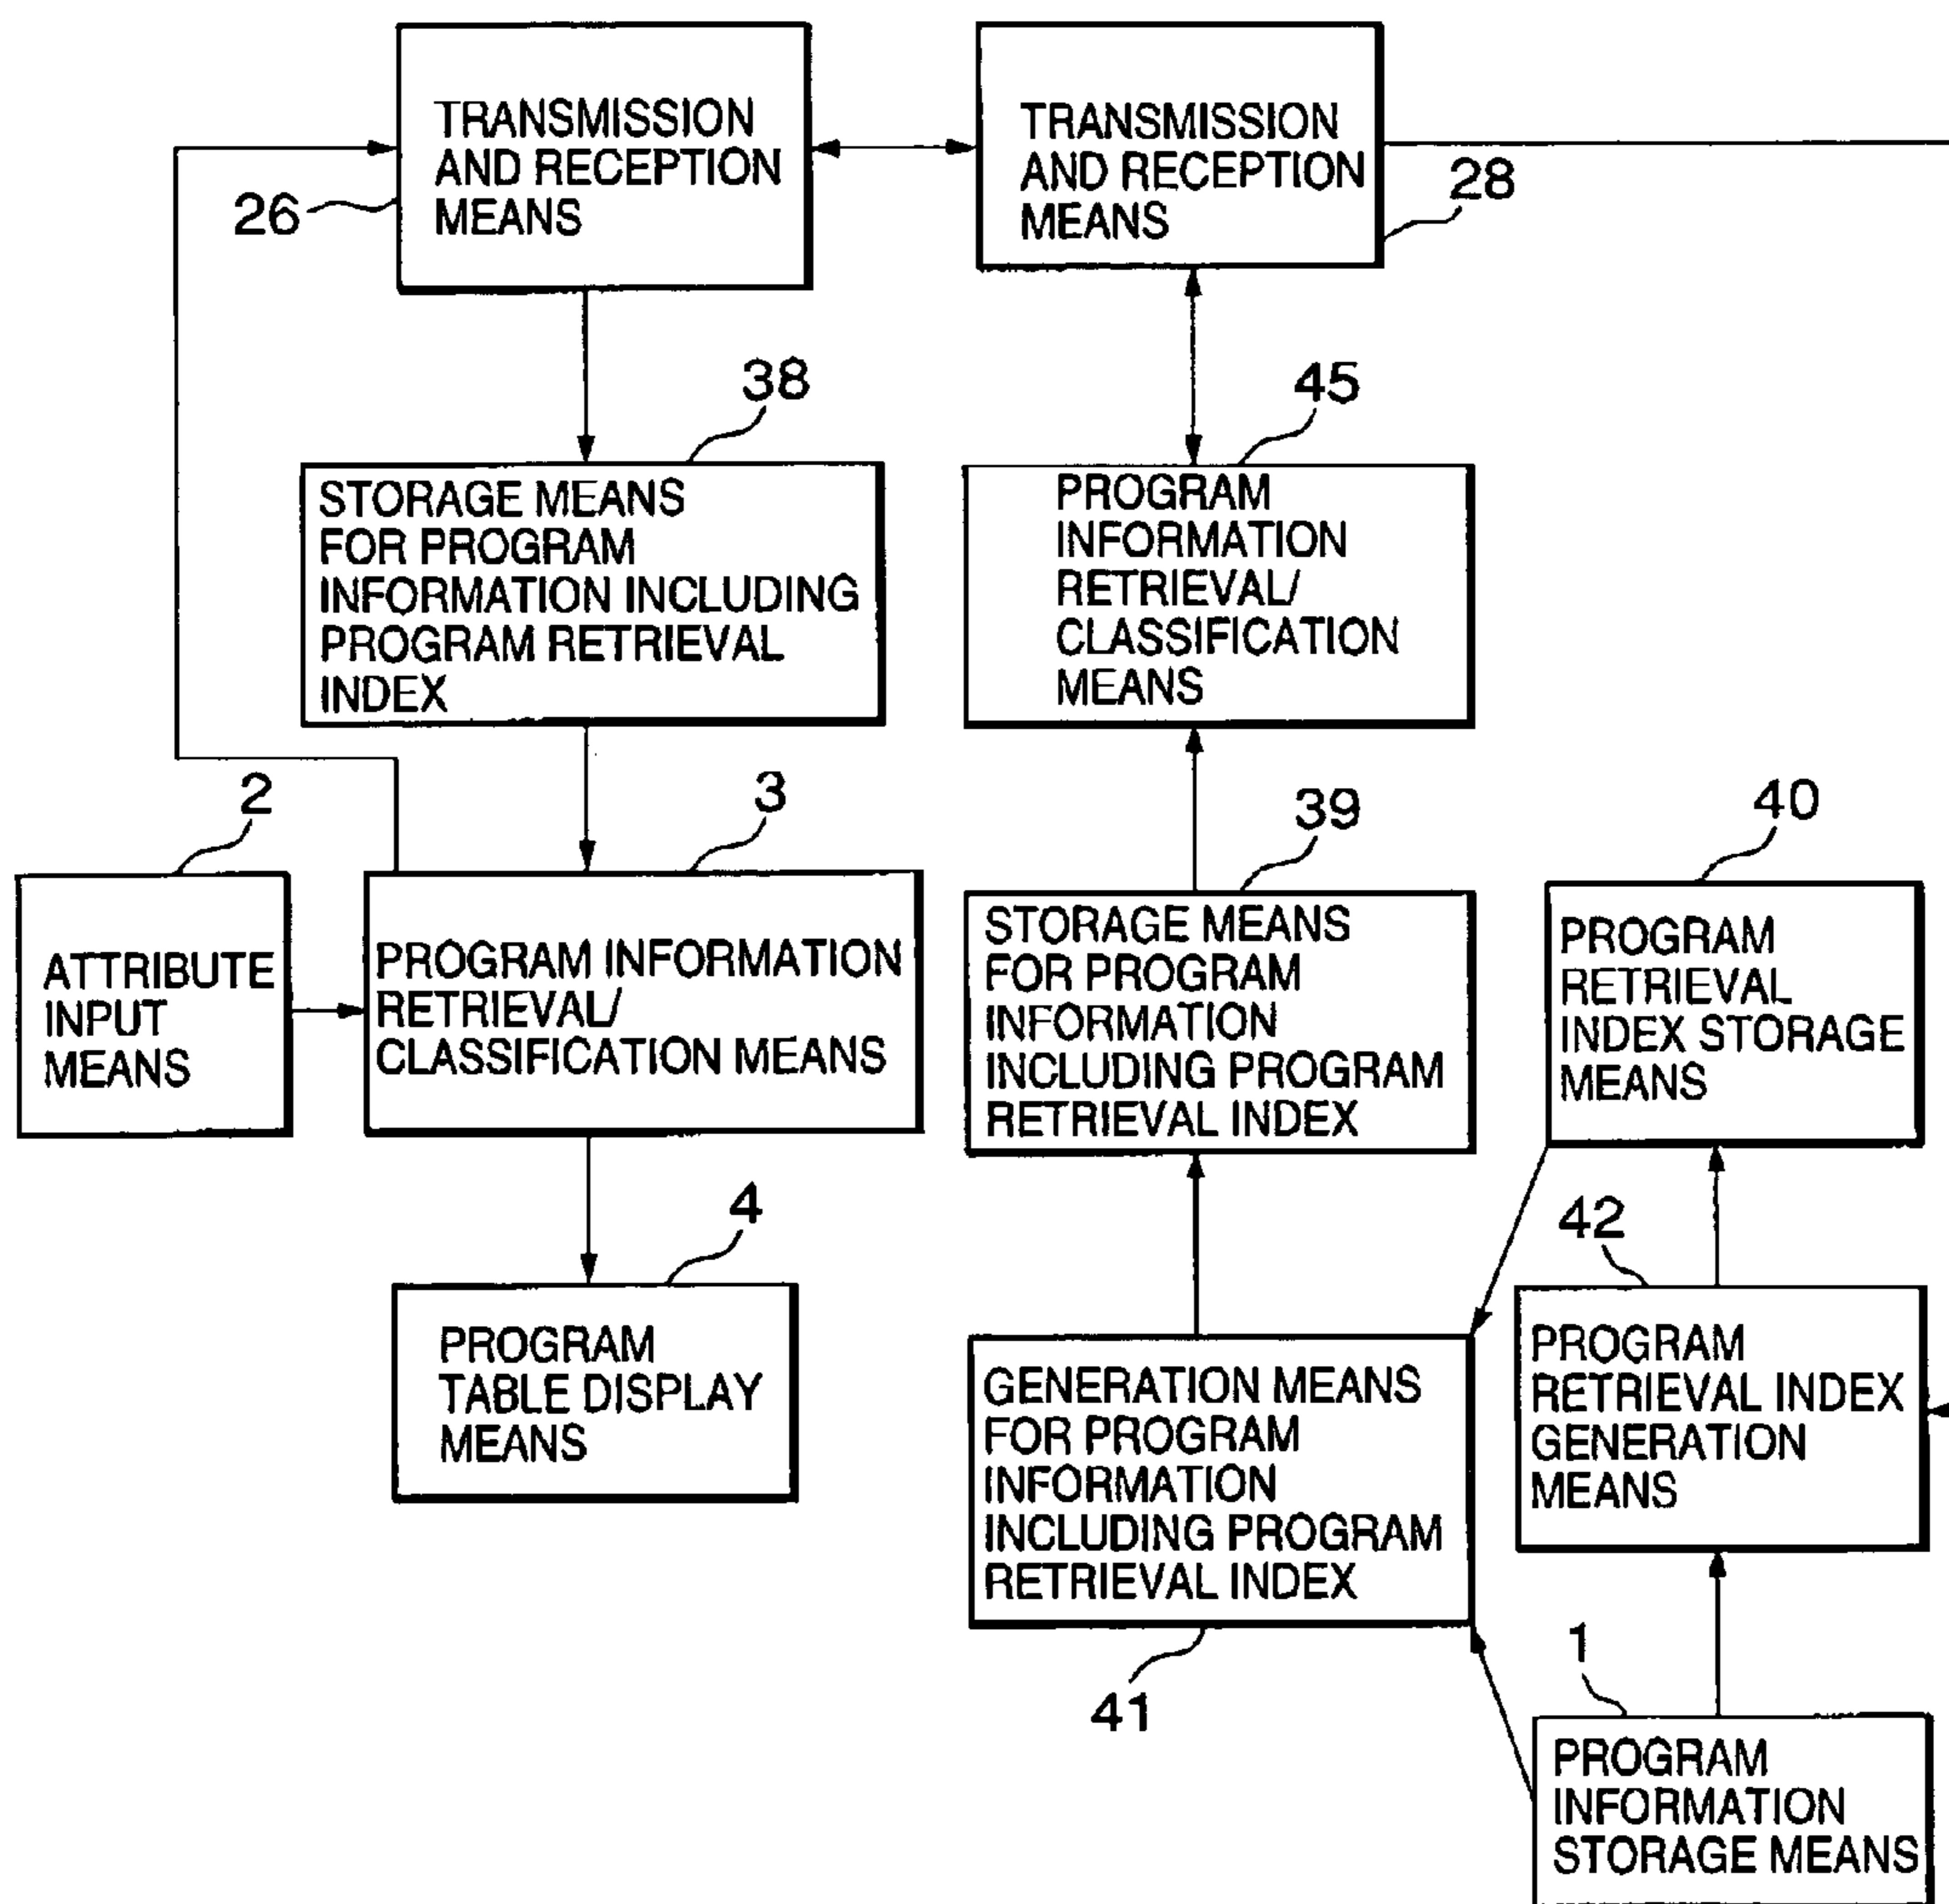 TRANSMISSION
AND RECEPTION
MEANS
26
TRANSMISSION
AND RECEPTION
MEANS
28
38
STORAGE MEANS
FOR PROGRAM
INFORMATION INCLUDING
PROGRAM RETRIEVAL
INDEX
45
PROGRAM
INFORMATION
RETRIEVAL/
CLASSIFICATION
MEANS
2
ATTRIBUTE
INPUT
MEANS
3
PROGRAM INFORMATION
RETRIEVAL/
CLASSIFICATION MEANS
39
STORAGE MEANS
FOR PROGRAM
INFORMATION
INCLUDING PROGRAM
RETRIEVAL INDEX
40
PROGRAM
RETRIEVAL
INDEX STORAGE
MEANS
4
PROGRAM
TABLE DISPLAY
MEANS
GENERATION MEANS
FOR PROGRAM
INFORMATION
INCLUDING PROGRAM
RETRIEVAL INDEX
41
42
PROGRAM
RETRIEVAL INDEX
GENERATION
MEANS
1
PROGRAM
INFORMATION
STORAGE MEANS